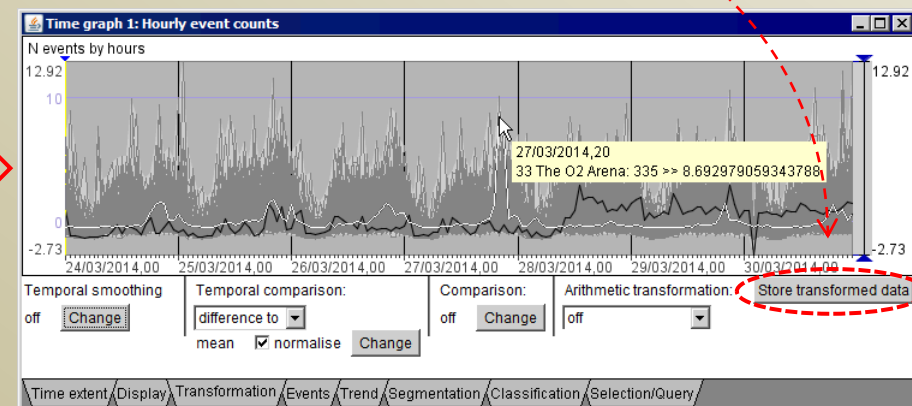 Time graph 1: Hourly event counts
N events by hours
12.92
12.92
10
27/03/2014,20
33 The O2 Arena: 335 >> 8.692979059343788
0
-2.73
-2.73
24/03/2014,00 25/03/2014,00 26/03/2014,00 27/03/2014,00 28/03/2014,00 29/03/2014,00 30/03/2014,00
Temporal smoothing Temporal comparison: Comparison: Arithmetic transformation: Store transformed data
off Change difference to off Change off
mean normalise Change
Time extent Display Transformation Events Trend Segmentation Classification Selection/Query